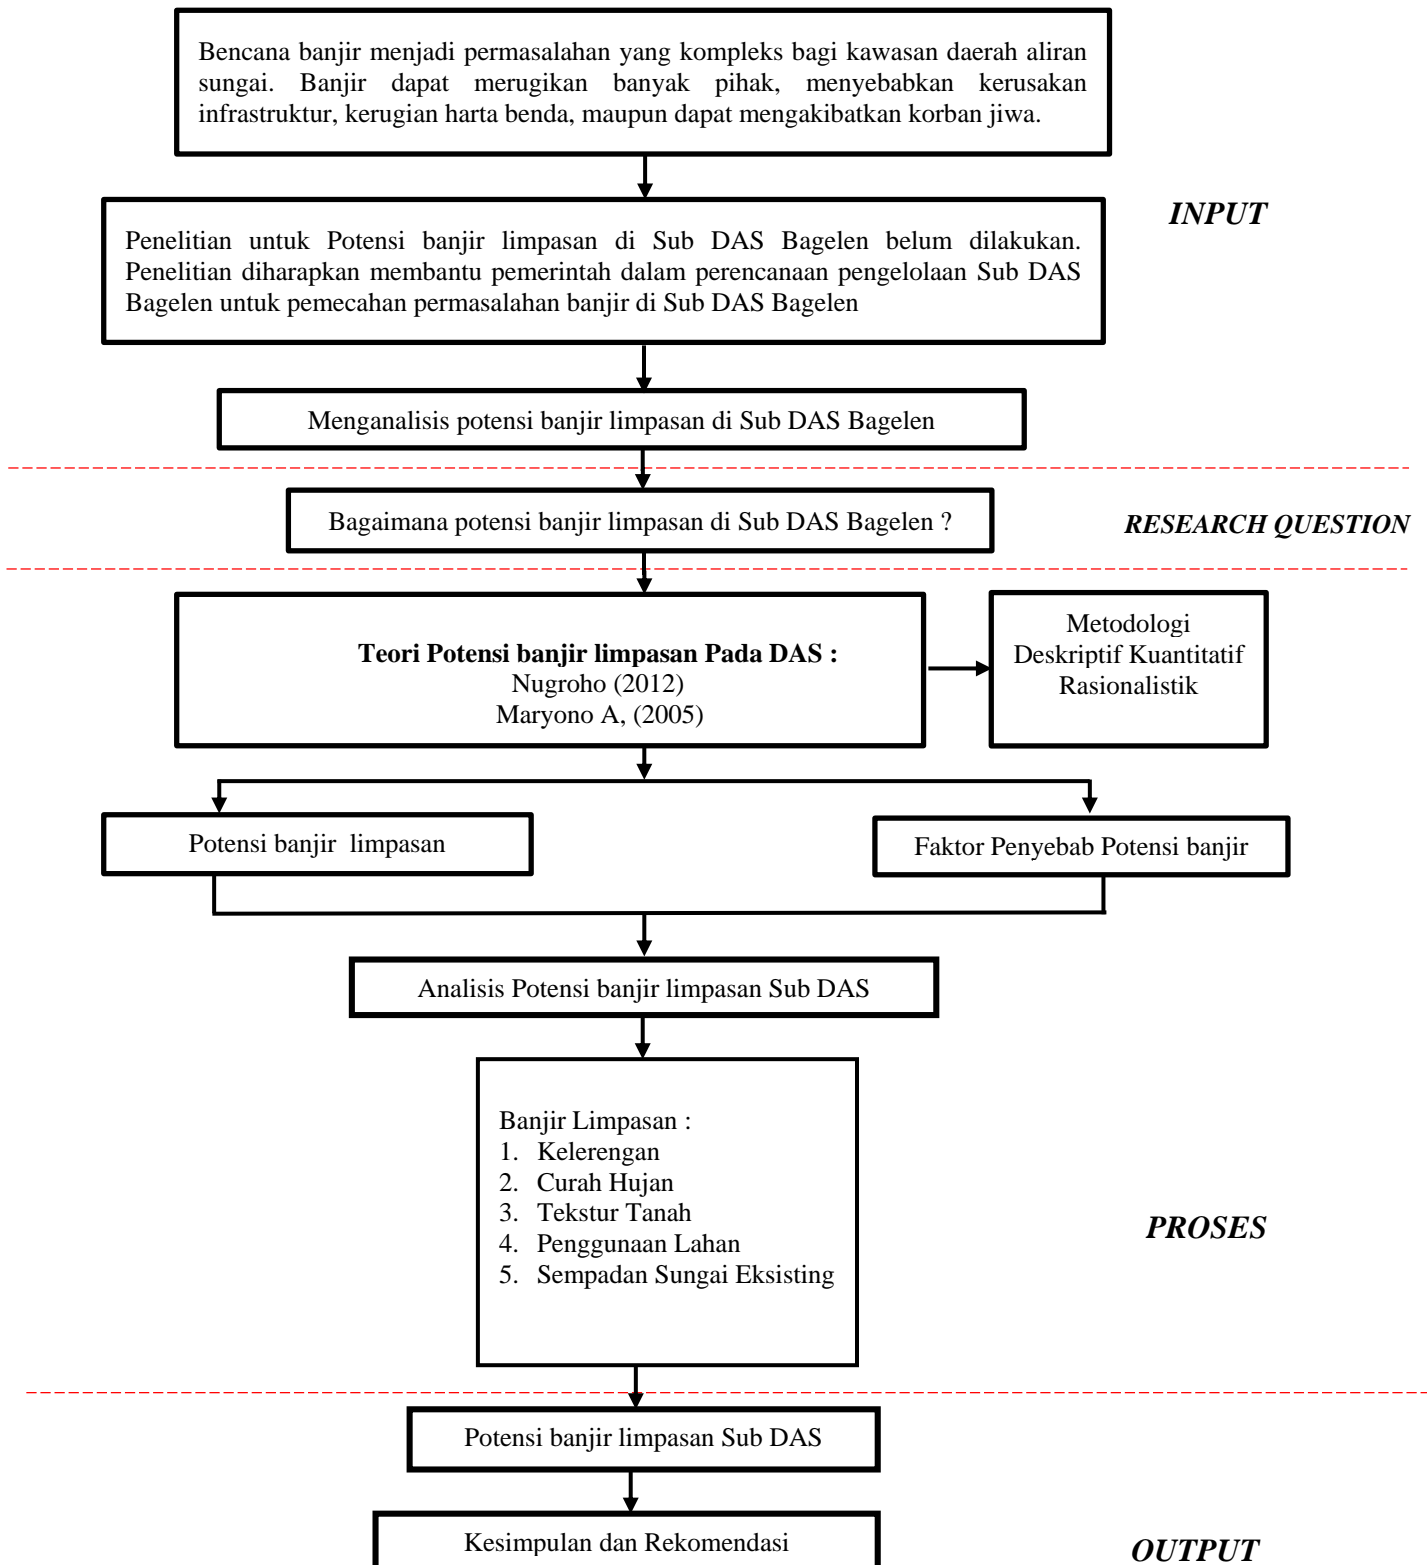 Bencana banjir menjadi permasalahan yang kompleks bagi kawasan daerah aliran
sungai. Banjir dapat merugikan banyak pihak, menyebabkan kerusakan
infrastruktur, kerugian harta benda, maupun dapat mengakibatkan korban jiwa.
INPUT
Penelitian untuk Potensi banjir limpasan di Sub DAS Bagelen belum dilakukan.
Penelitian diharapkan membantu pemerintah dalam perencanaan pengelolaan Sub DAS
Bagelen untuk pemecahan permasalahan banjir di Sub DAS Bagelen
Menganalisis potensi banjir limpasan di Sub DAS Bagelen
Bagaimana potensi banjir limpasan di Sub DAS Bagelen ?
RESEARCH QUESTION
Teori Potensi banjir limpasan Pada DAS :
Nugroho (2012)
Maryono A, (2005)
Metodologi
Deskriptif Kuantitatif
Rasionalistik
Potensi banjir limpasan
Faktor Penyebab Potensi banjir
Analisis Potensi banjir limpasan Sub DAS
Banjir Limpasan :
1. Kelerengan
2. Curah Hujan
3. Tekstur Tanah
4. Penggunaan Lahan
5. Sempadan Sungai Eksisting
PROSES
Potensi banjir limpasan Sub DAS
Kesimpulan dan Rekomendasi
OUTPUT